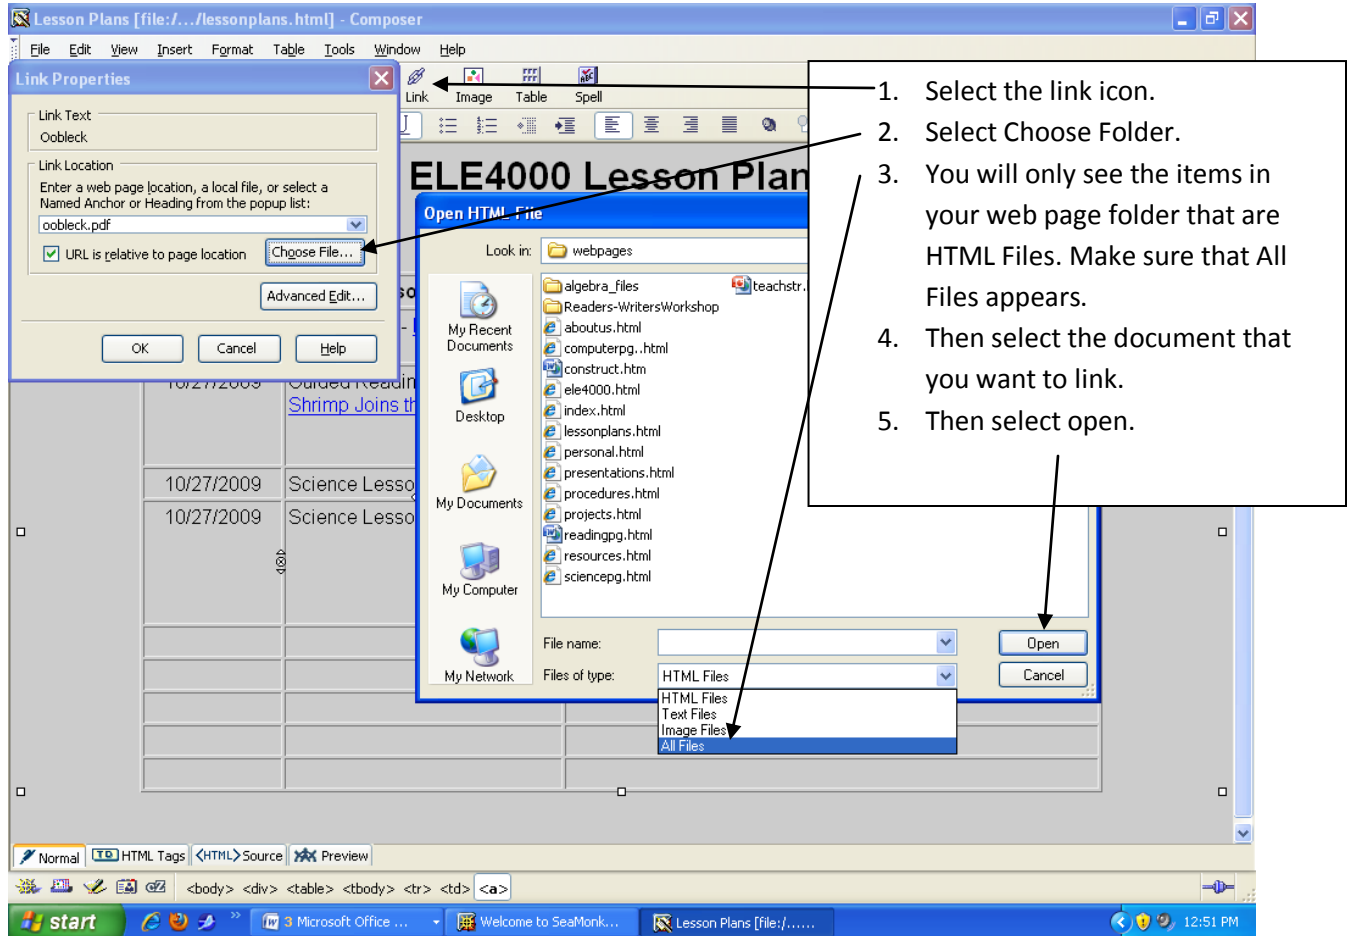 Lesson Plans [file:/.../lessonplans.html] - Composer
File Edit View Insert Format Table Tools Window Help
Link Image Table Spell
Link Properties
Link Text
Oobleck
Link Location
Enter a web page location, a local file, or select a
Named Anchor or Heading from the popup list:
oobleck.pdf
URL is relative to page location Choose File...
Advanced Edit...
OK Cancel Help
1. Select the link icon.
2. Select Choose Folder.
3. You will only see the items in
your web page folder that are
HTML Files. Make sure that All
Files appears.
4. Then select the document that
you want to link.
5. Then select open.
ELE4000 Lesson Plan
Open HTML File
Look in: webpages
My Recent
Documents
Desktop
My Documents
My Computer
My Network
algebra_files
Readers-WritersWorkshop
aboutus.html
computerpg..html
construct.htm
ele4000.html
index.html
lessonplans.html
personal.html
presentations.html
procedures.html
projects.html
readingpg.html
resources.html
sciencepg.html
teachstr.
File name: Open
Files of type: HTML Files Cancel
HTML Files
Text Files
Image Files
All Files
10/27/2009 Guided Readin
Shrimp Joins th
10/27/2009 Science Lesso
10/27/2009 Science Lesso
Normal TD HTML Tags <HTML> Source Preview
<body> <div> <table> <tbody> <tr> <td> <a>
start 3 Microsoft Office ... Welcome to SeaMonk... Lesson Plans [file:/...... 12:51 PM